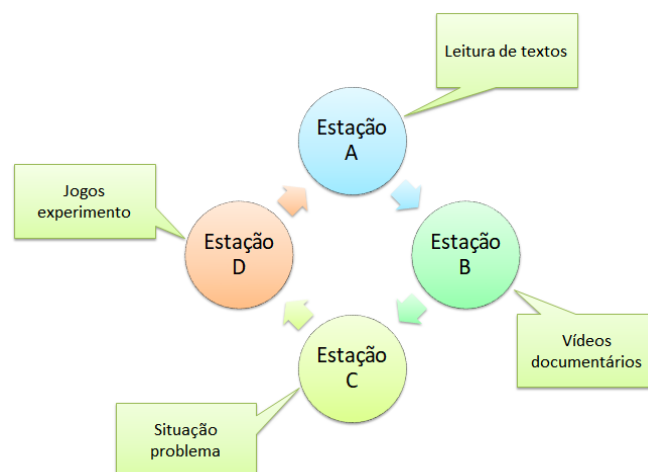 Leitura de textos
Estação
A
Jogos
experimento
Estação
D
Estação
B
Estação
C
Vídeos
documentários
Situação
problema